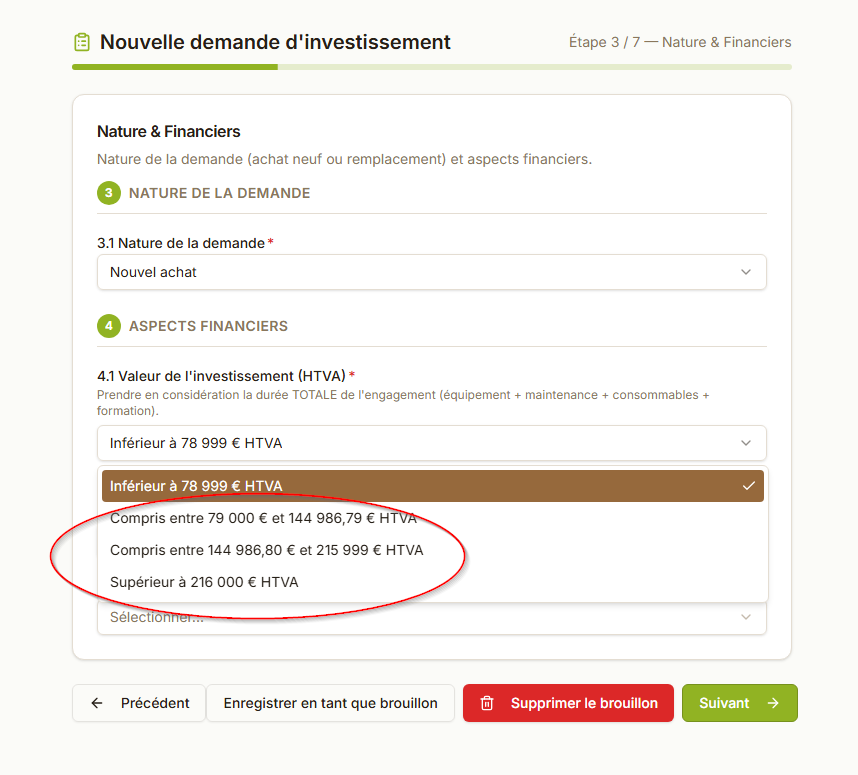 Nouvelle demande d'investissement
Étape 3 / 7 — Nature & Financiers
Nature & Financiers
Nature de la demande (achat neuf ou remplacement) et aspects financiers.
3 NATURE DE LA DEMANDE
3.1 Nature de la demande *
Nouvel achat
4 ASPECTS FINANCIERS
4.1 Valeur de l'investissement (HTVA) *
Prendre en considération la durée TOTALE de l'engagement (équipement + maintenance + consommables +
formation).
Inférieur à 78 999 € HTVA
Inférieur à 78 999 € HTVA
Compris entre 79 000 € et 144 986,79 € HTVA
Compris entre 144 986,80 € et 215 999 € HTVA
Supérieur à 216 000 € HTVA
Sélectionner...
Précédent
Enregistrer en tant que brouillon
Supprimer le brouillon
Suivant